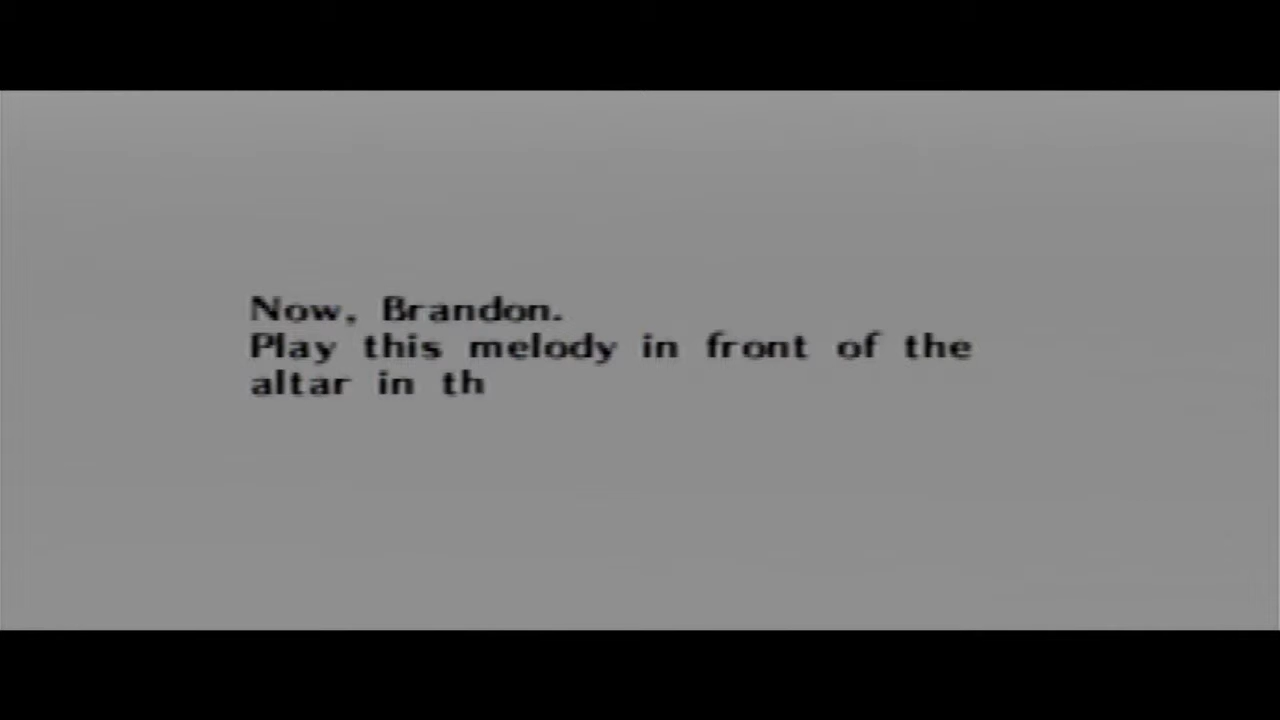 Now, Brandon.
Play this melody in front of the
altar in th